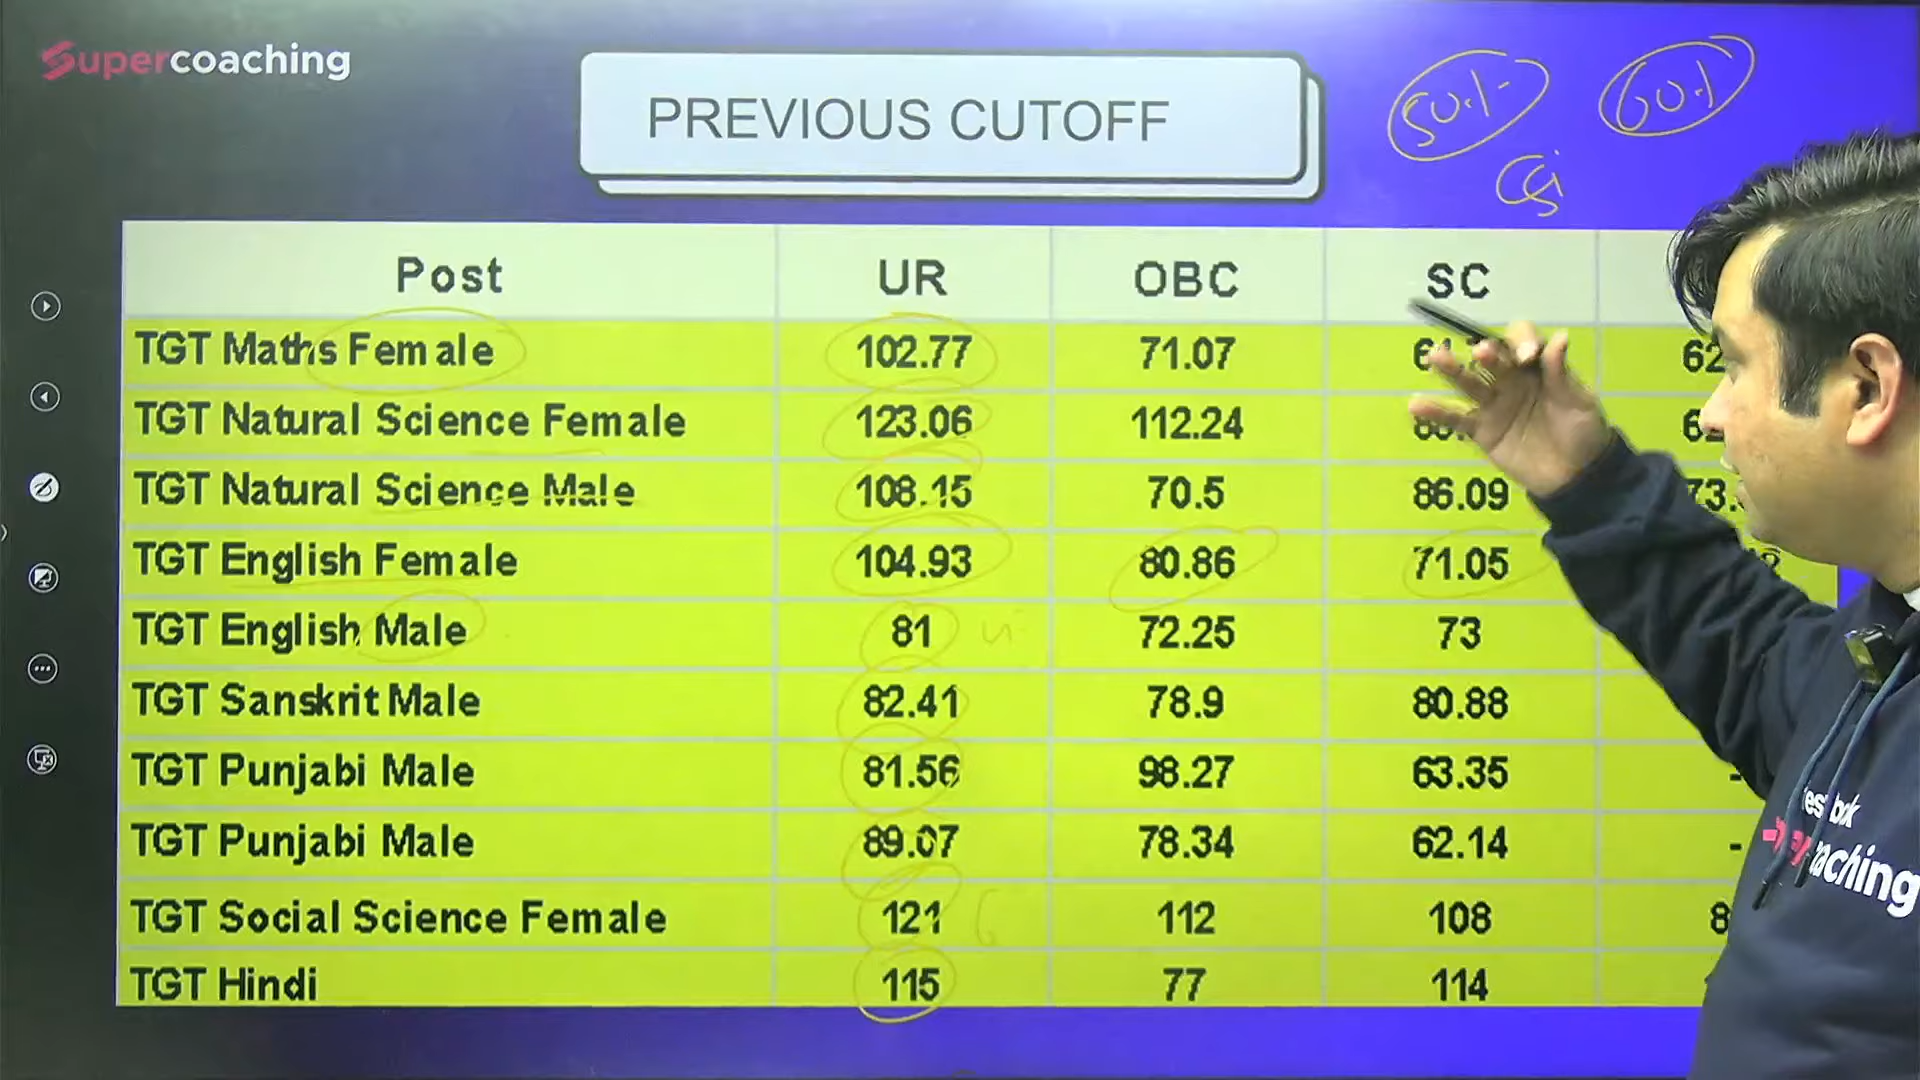 Supercoaching
PREVIOUS CUTOFF
50%
60%
Post UR OBC SC
TGT Maths Female 102.77 71.07
TGT Natural Science Female 123.06 112.24
TGT Natural Science Male 108.15 70.5 86.09 73.
TGT English Female 104.93 80.86 71.05
TGT English Male 81 72.25 73
TGT Sanskrit Male 82.41 78.9 80.88
TGT Punjabi Male 81.56 98.27 63.35 -
TGT Punjabi Male 89.07 78.34 62.14 -
TGT Social Science Female 121 112 108 8
TGT Hindi 115 77 114